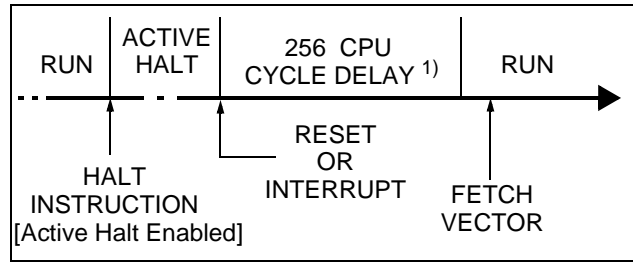 RUN
ACTIVE
HALT
256 CPU
CYCLE DELAY 1)
RUN
HALT
INSTRUCTION
[Active Halt Enabled]
RESET
OR
INTERRUPT
FETCH
VECTOR